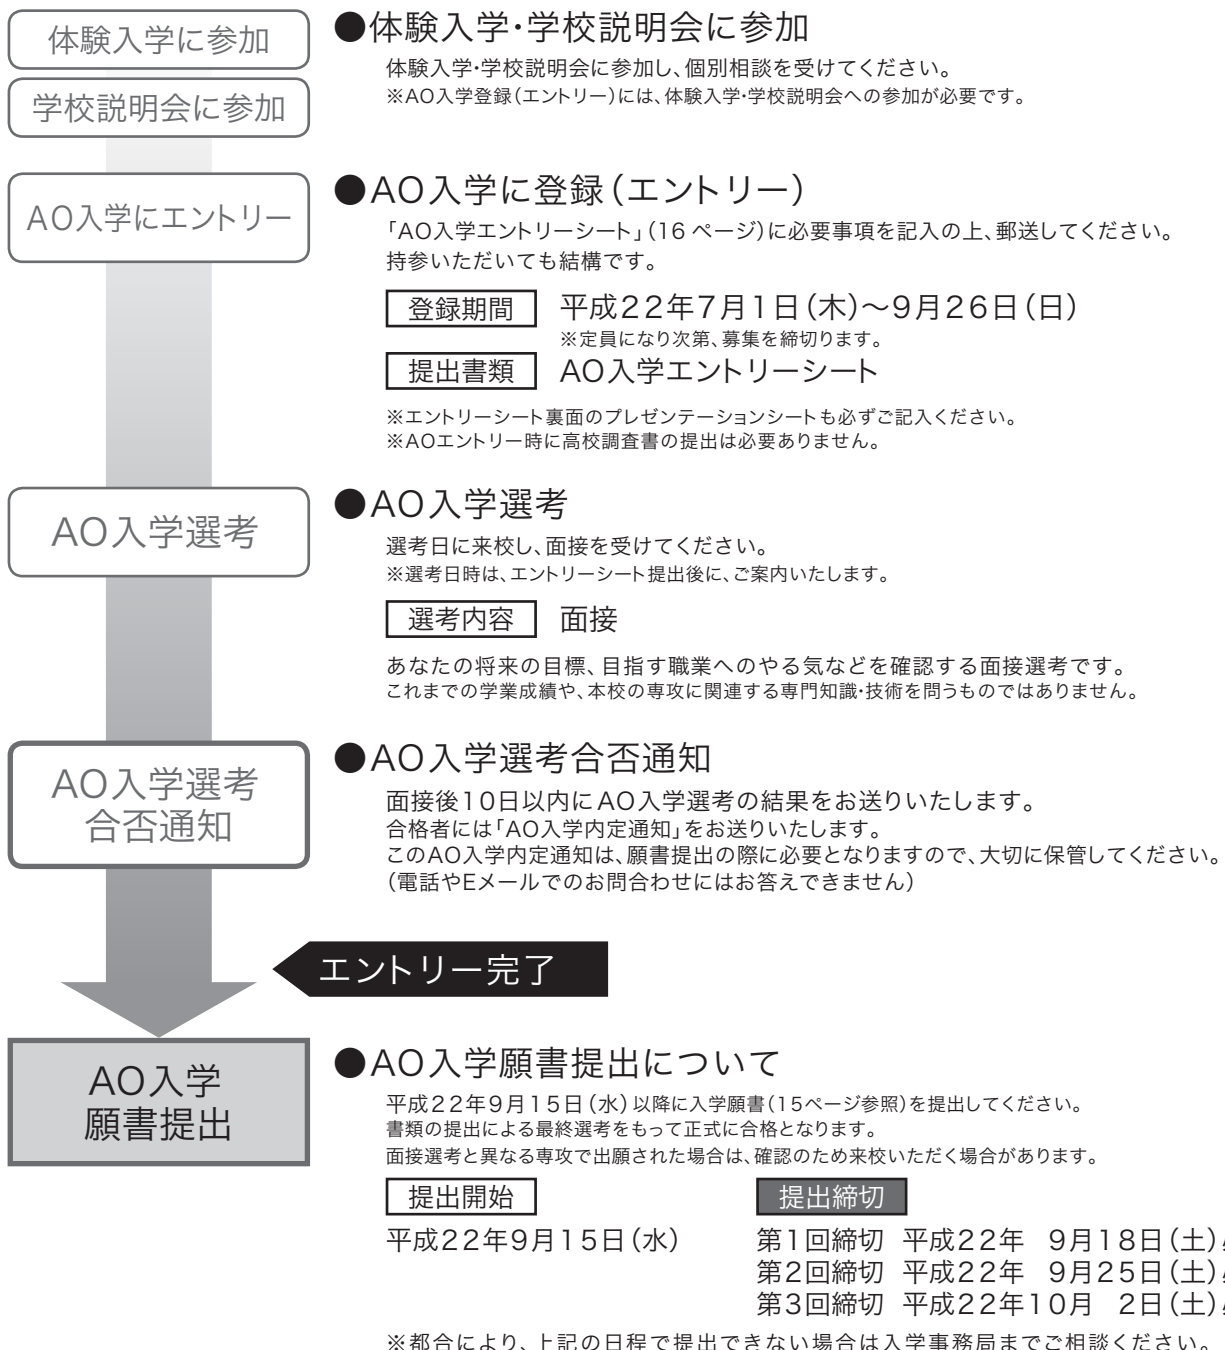 体験入学に参加
学校説明会に参加
●体験入学・学校説明会に参加
体験入学・学校説明会に参加し、個別相談を受けてください。
※AO入学登録（エントリー）には、体験入学・学校説明会への参加が必要です。
AO入学にエントリー
●AO入学に登録（エントリー）
「AO入学エントリーシート」（16 ページ）に必要事項を記入の上、郵送してください。
持参いただいても結構です。
登録期間 平成22年7月1日（木）～9月26日（日）
※定員になり次第、募集を締切ります。
提出書類 AO入学エントリーシート
※エントリーシート裏面のプレゼンテーションシートも必ずご記入ください。
※AOエントリー時に高校調査書の提出は必要ありません。
AO入学選考
●AO入学選考
選考日に来校し、面接を受けてください。
※選考日時は、エントリーシート提出後に、ご案内いたします。
選考内容 面接
あなたの将来の目標、目指す職業へのやる気などを確認する面接選考です。
これまでの学業成績や、本校の専攻に関連する専門知識・技術を問うものではありません。
AO入学選考
合否通知
●AO入学選考合否通知
面接後10日以内にAO入学選考の結果をお送りいたします。
合格者には「AO入学内定通知」をお送りいたします。
このAO入学内定通知は、願書提出の際に必要となりますので、大切に保管してください。
（電話やEメールでのお問合わせにはお答えできません）
エントリー完了
AO入学
願書提出
●AO入学願書提出について
平成22年9月15日（水）以降に入学願書（15ページ参照）を提出してください。
書類の提出による最終選考をもって正式に合格となります。
面接選考と異なる専攻で出願された場合は、確認のため来校いただく場合があります。
提出開始 提出締切
平成22年9月15日（水） 第1回締切 平成22年 9月18日（土）
第2回締切 平成22年 9月25日（土）
第3回締切 平成22年10月 2日（土）
※都合により、上記の日程で提出できない場合は入学事務局までご相談ください。